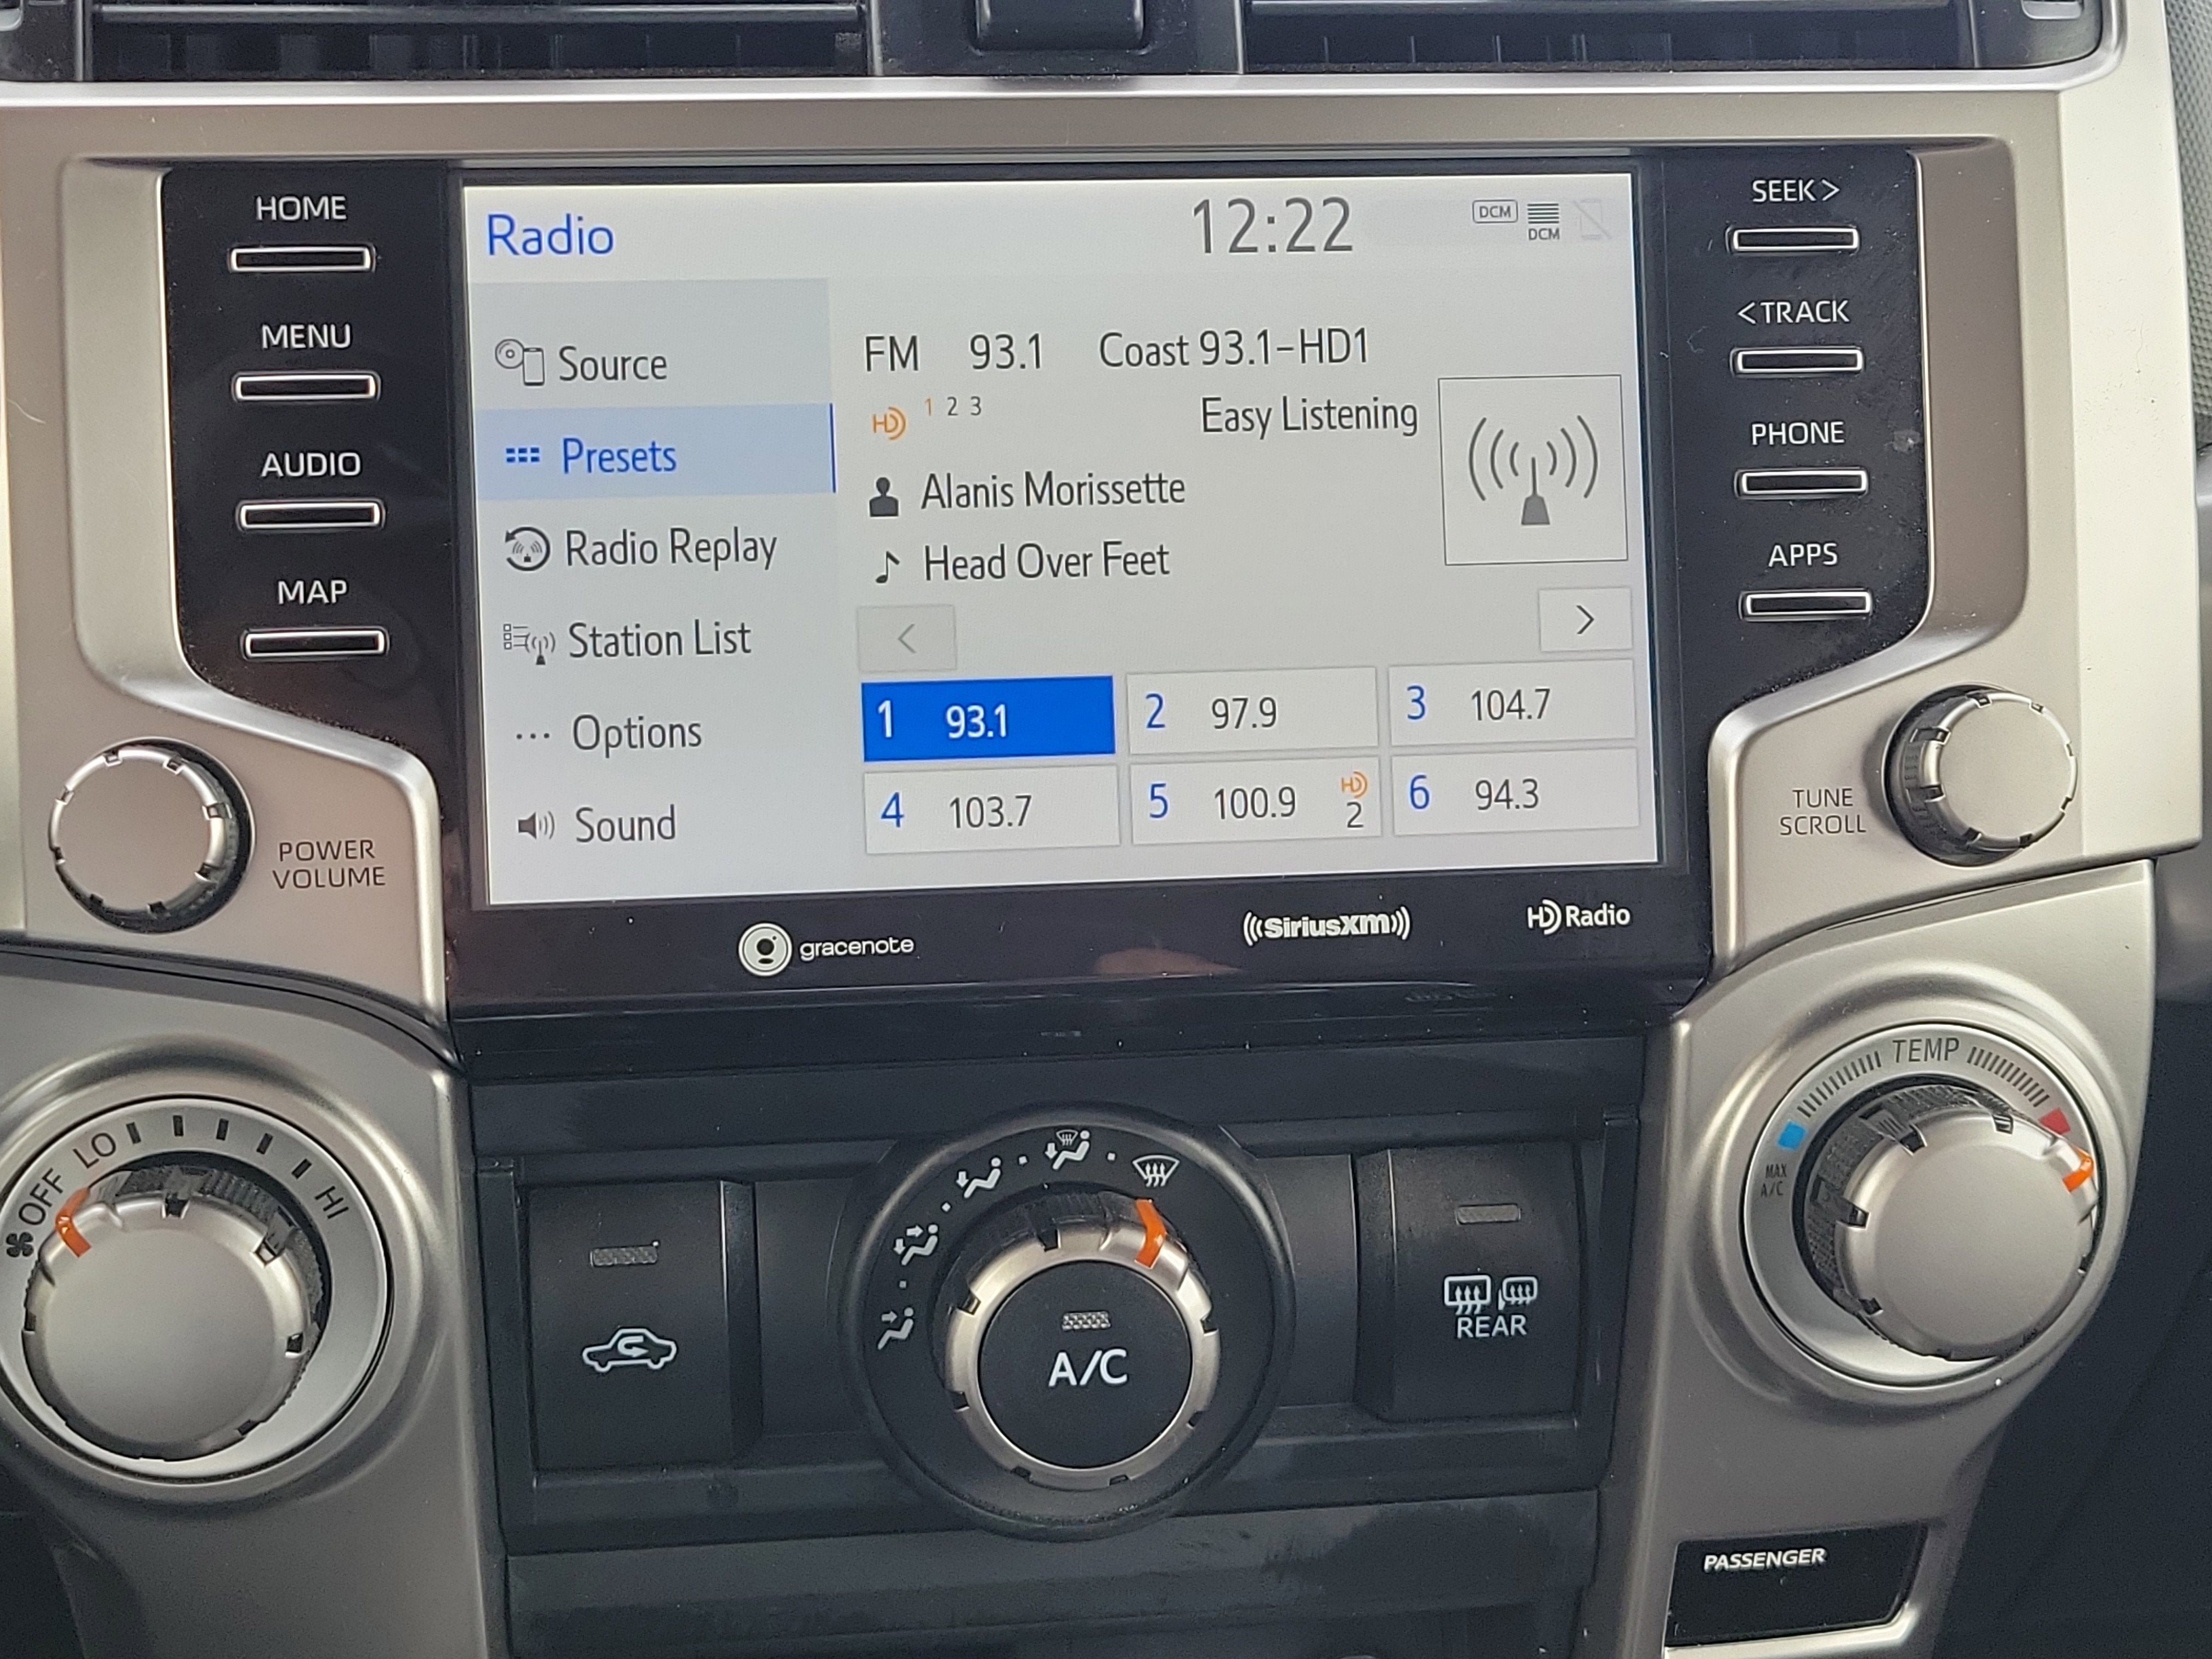 HOME
MENU
AUDIO
MAP
POWER
VOLUME
Radio
12:22
DCM
DCM
Source
Presets
Radio Replay
Station List
... Options
Sound
FM 93.1 Coast 93.1-HD1
HD 1 2 3
Easy Listening
Alanis Morissette
Head Over Feet
< >
1 93.1
2 97.9
3 104.7
4 103.7
5 100.9 HD 2
6 94.3
SEEK >
< TRACK
PHONE
APPS
TUNE
SCROLL
gracenote
((SiriusXM))
HD Radio
OFF LO HI
A/C
REAR
TEMP
MAX
A/C
PASSENGER